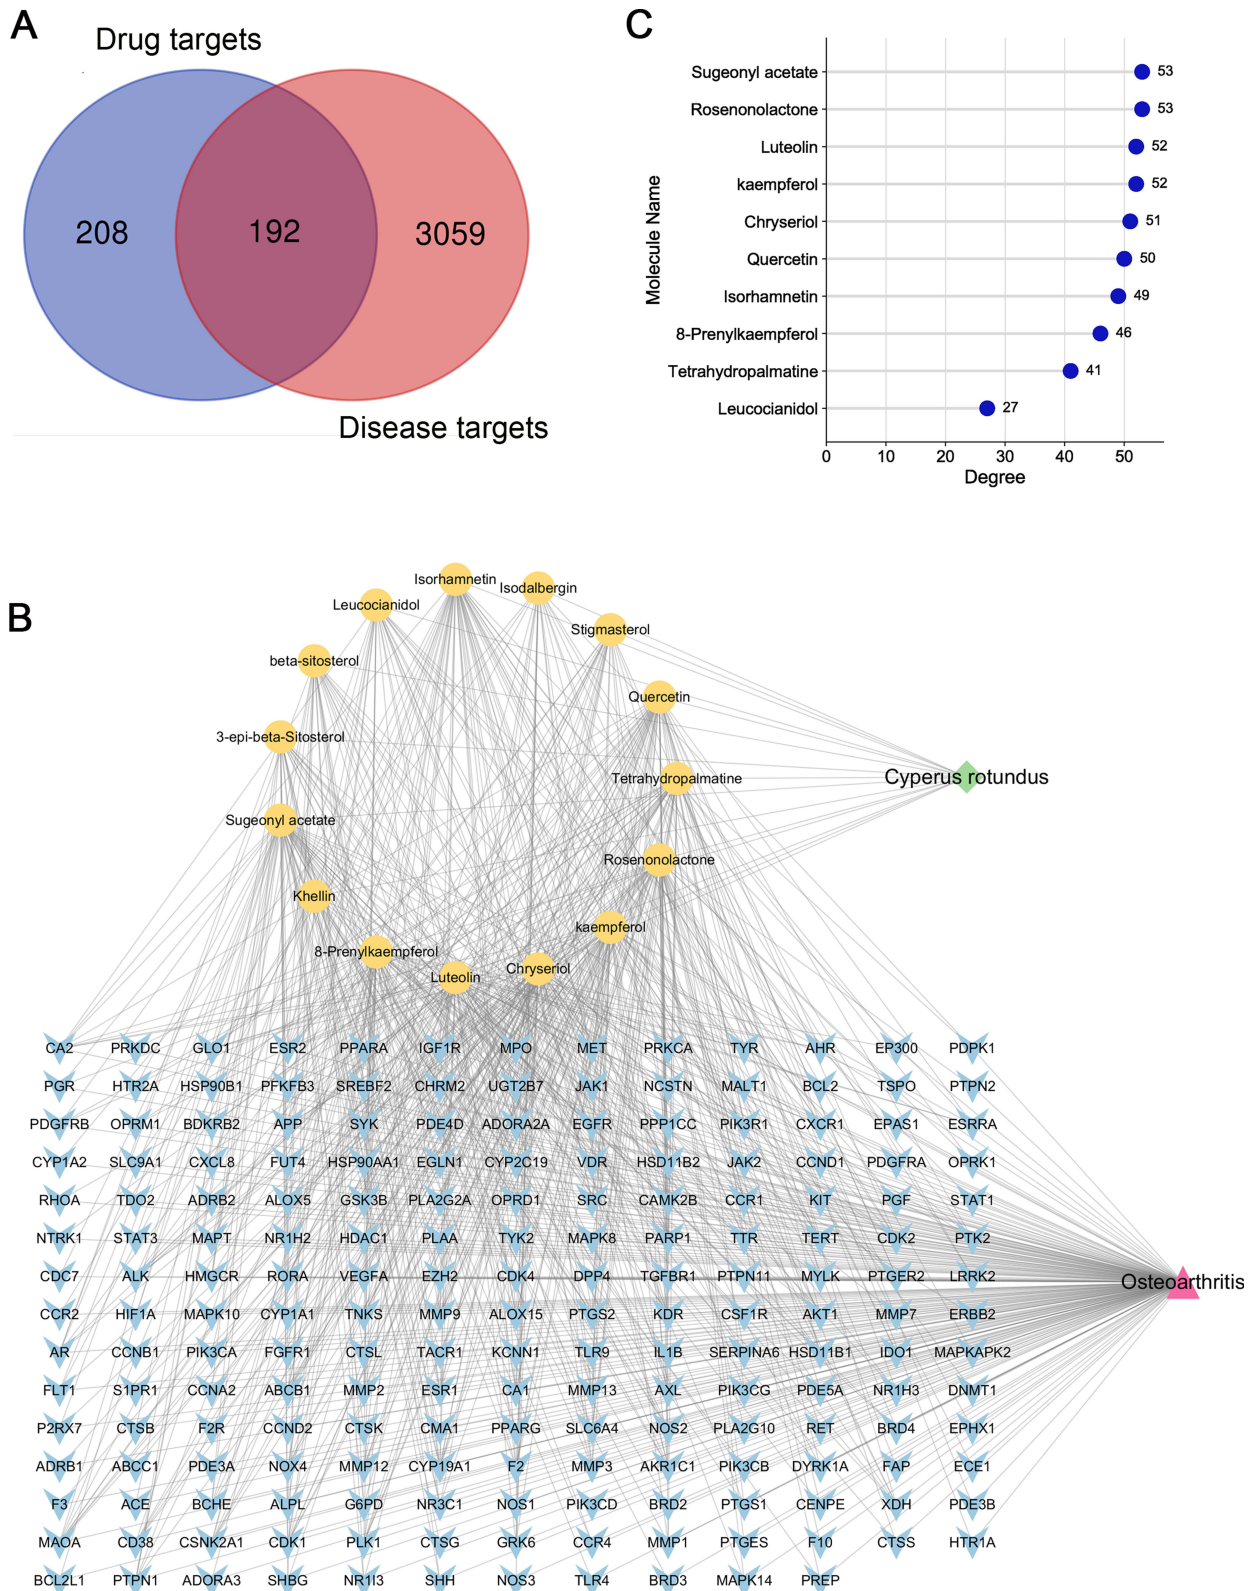 A
Drug targets
208
192
3059
Disease targets
C
Molecule Name
Sugeonyl acetate 53
Rosenonolactone 53
Luteolin 52
kaempferol 52
Chryseriol 51
Quercetin 50
Isorhamnetin 49
8-Prenylkaempferol 46
Tetrahydropalmatine 41
Leucocianidol 27
0 10 20 30 40 50
Degree
B
Isorhamnetin
Isodalbergin
Leucocianidol
Stigmasterol
beta-sitosterol
Quercetin
3-epi-beta-Sitosterol
Tetrahydropalmatine
Cyperus rotundus
Sugeonyl acetate
Rosenonolactone
Khellin
kaempferol
8-Prenylkaempferol
Chryseriol
Luteolin
CA2 PRKDC GLO1 ESR2 PPARA IGF1R MPO MET PRKCA TYR AHR EP300 PDPK1
PGR HTR2A HSP90B1 PFKFB3 SREBF2 CHRM2 UGT2B7 JAK1 NCSTN MALT1 BCL2 TSPO PTPN2
PDGFRB OPRM1 BDKRB2 APP SYK PDE4D ADORA2A EGFR PPP1CC PIK3R1 CXCR1 EPAS1 ESRRA
CYP1A2 SLC9A1 CXCL8 FUT4 HSP90AA1 EGLN1 CYP2C19 VDR HSD11B2 JAK2 CCND1 PDGFRA OPRK1
RHOA TDO2 ADRB2 ALOX5 GSK3B PLA2G2A OPRD1 SRC CAMK2B CCR1 KIT PGF STAT1
NTRK1 STAT3 MAPT NR1H2 HDAC1 PLAA TYK2 MAPK8 PARP1 TTR TERT CDK2 PTK2
CDC7 ALK HMGCR RORA VEGFA EZH2 CDK4 DPP4 TGFBR1 PTPN11 MYLK PTGER2 LRRK2
Osteoarthritis
CCR2 HIF1A MAPK10 CYP1A1 TNKS MMP9 ALOX15 PTGS2 KDR CSF1R AKT1 MMP7 ERBB2
AR CCNB1 PIK3CA FGFR1 CTSL TACR1 KCNN1 TLR9 IL1B SERPINA6 HSD11B1 IDO1 MAPKAPK2
FLT1 S1PR1 CCNA2 ABCB1 MMP2 ESR1 CA1 MMP13 AXL PIK3CG PDE5A NR1H3 DNMT1
P2RX7 CTSB F2R CCND2 CTSK CMA1 PPARG SLC6A4 NOS2 PLA2G10 RET BRD4 EPHX1
ADRB1 ABCC1 PDE3A NOX4 MMP12 CYP19A1 F2 MMP3 AKR1C1 PIK3CB DYRK1A FAP ECE1
F3 ACE BCHE ALPL G6PD NR3C1 NOS1 PIK3CD BRD2 PTGS1 CENPE XDH PDE3B
MAOA CD38 CSNK2A1 CDK1 PLK1 CTSG GRK6 CCR4 MMP1 PTGES F10 CTSS HTR1A
BCL2L1 PTPN1 ADORA3 SHBG NR1I3 SHH NOS3 TLR4 BRD3 MAPK14 PREP